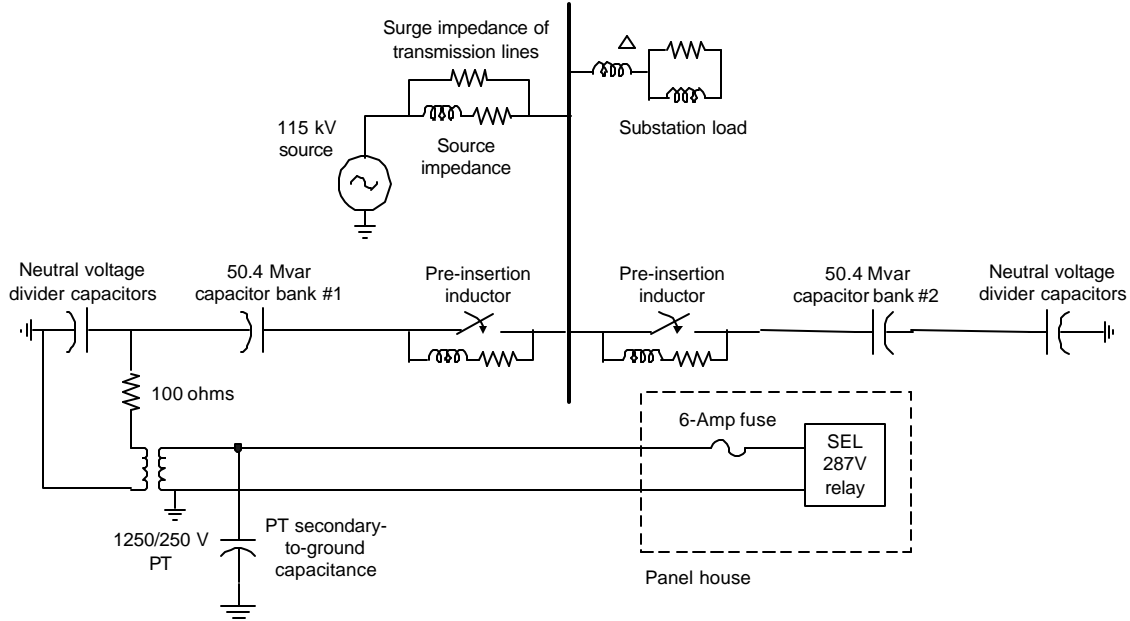 Surge impedance of
transmission lines
Δ
115 kV
source
Source
impedance
Substation load
Neutral voltage
divider capacitors
50.4 Mvar
capacitor bank #1
Pre-insertion
inductor
Pre-insertion
inductor
50.4 Mvar
capacitor bank #2
Neutral voltage
divider capacitors
100 ohms
6-Amp fuse
SEL
287V
relay
1250/250 V
PT
PT secondary-
to-ground
capacitance
Panel house